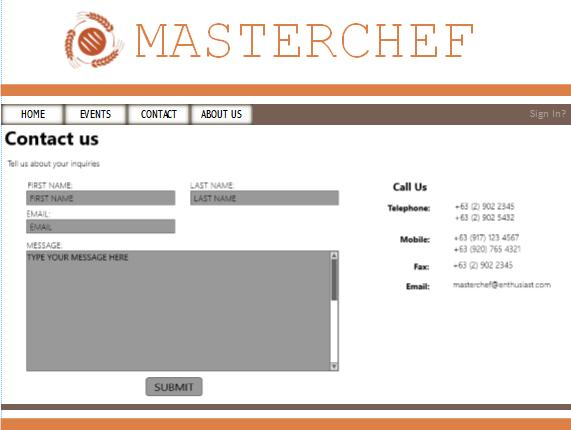 MASTERCHEF
HOME EVENTS CONTACT ABOUT US Sign In?
Contact us
Tell us about your inquiries
FIRST NAME: LAST NAME:
FIRST NAME LAST NAME
EMAIL:
EMAIL
MESSAGE:
TYPE YOUR MESSAGE HERE
SUBMIT
Call Us
Telephone: +63 (2) 902 2345
+63 (2) 902 5432
Mobile: +63 (917) 123 4567
+63 (920) 765 4321
Fax: +63 (2) 902 2345
Email: masterchef@enthusiast.com